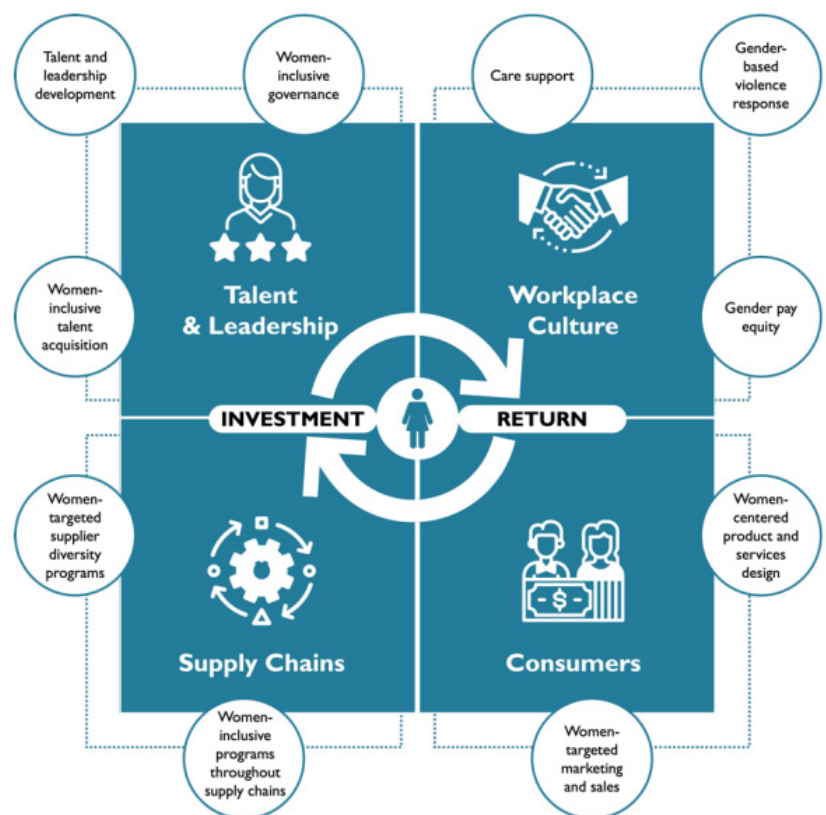 Talent and
leadership
development
Women-
inclusive
governance
Care support
Gender-
based
violence
response
Talent
& Leadership
Workplace
Culture
Women-
inclusive
talent
acquisition
Gender pay
equity
INVESTMENT
RETURN
Women-
targeted
supplier
diversity
programs
Women-
centered
product and
services
design
- $ -
Supply Chains
Consumers
Women-
inclusive
programs
throughout
supply chains
Women-
targeted
marketing
and sales